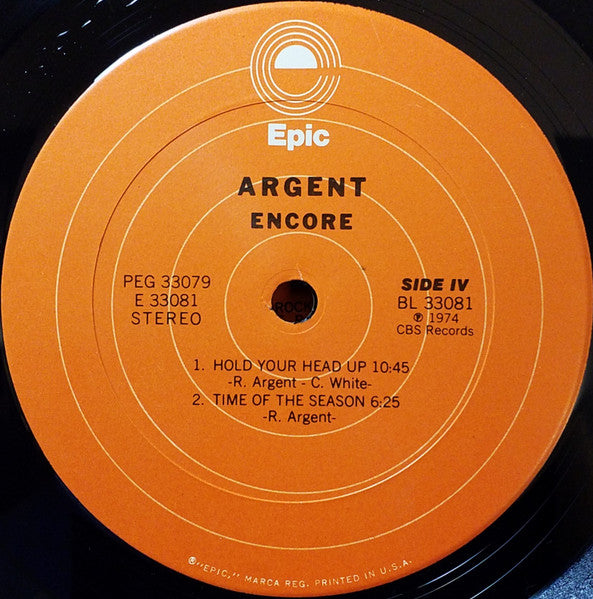 Epic
ARGENT
ENCORE
PEG 33079
E 33081
STEREO
SIDE IV
BL 33081
℗ 1974
CBS Records
1. HOLD YOUR HEAD UP 10:45
-R. Argent - C. White-
2. TIME OF THE SEASON 6:25
-R. Argent-
®"EPIC," MARCA REG. PRINTED IN U.S.A.